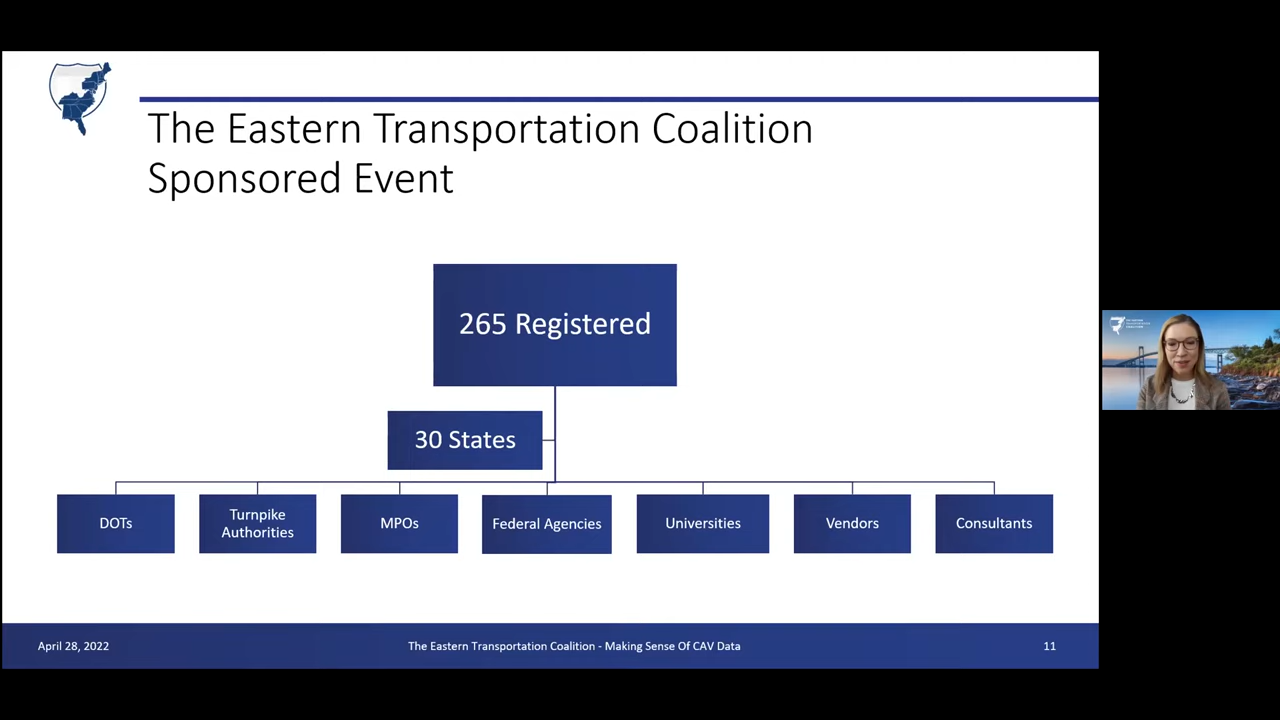 The Eastern Transportation Coalition
Sponsored Event
265 Registered
30 States
DOTs
Turnpike
Authorities
MPOs
Federal Agencies
Universities
Vendors
Consultants
April 28, 2022
The Eastern Transportation Coalition - Making Sense Of CAV Data
11